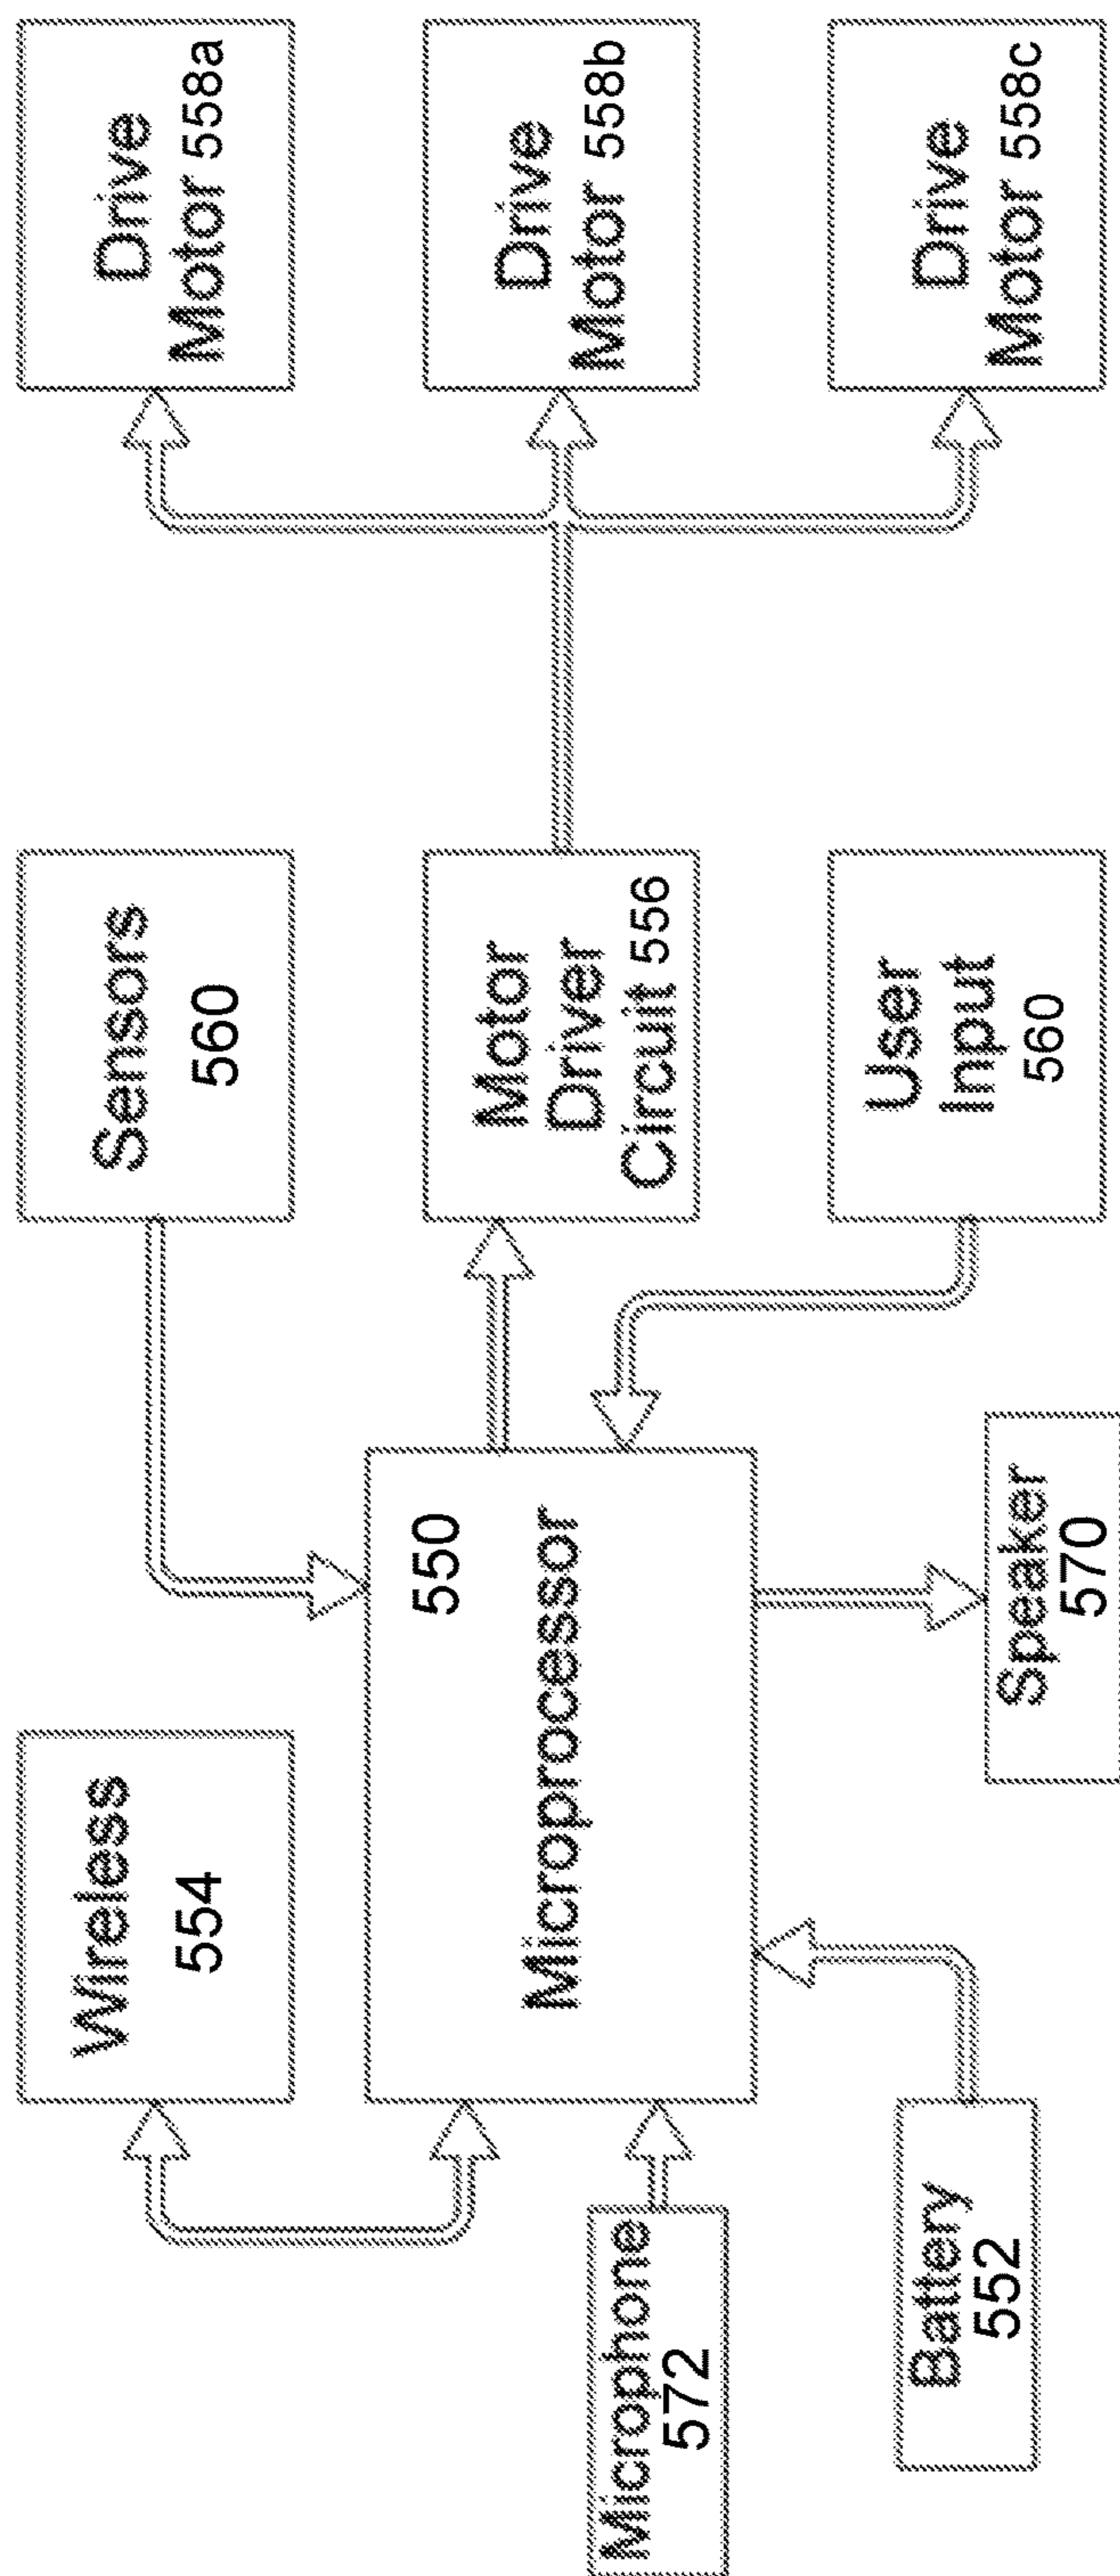 Wireless
554
Sensors
560
Drive
Motor 558a
550
Microprocessor
Motor
Driver
Circuit 556
Drive
Motor 558b
Microphone
572
User
Input
560
Drive
Motor 558c
Battery
552
Speaker
570